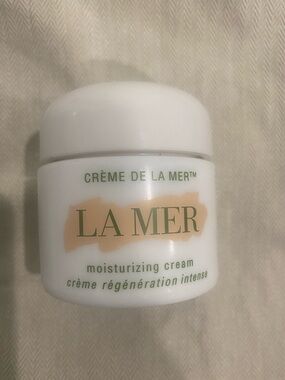 CRÈME DE LA MER™
LA MER
moisturizing cream
crème régénération intense